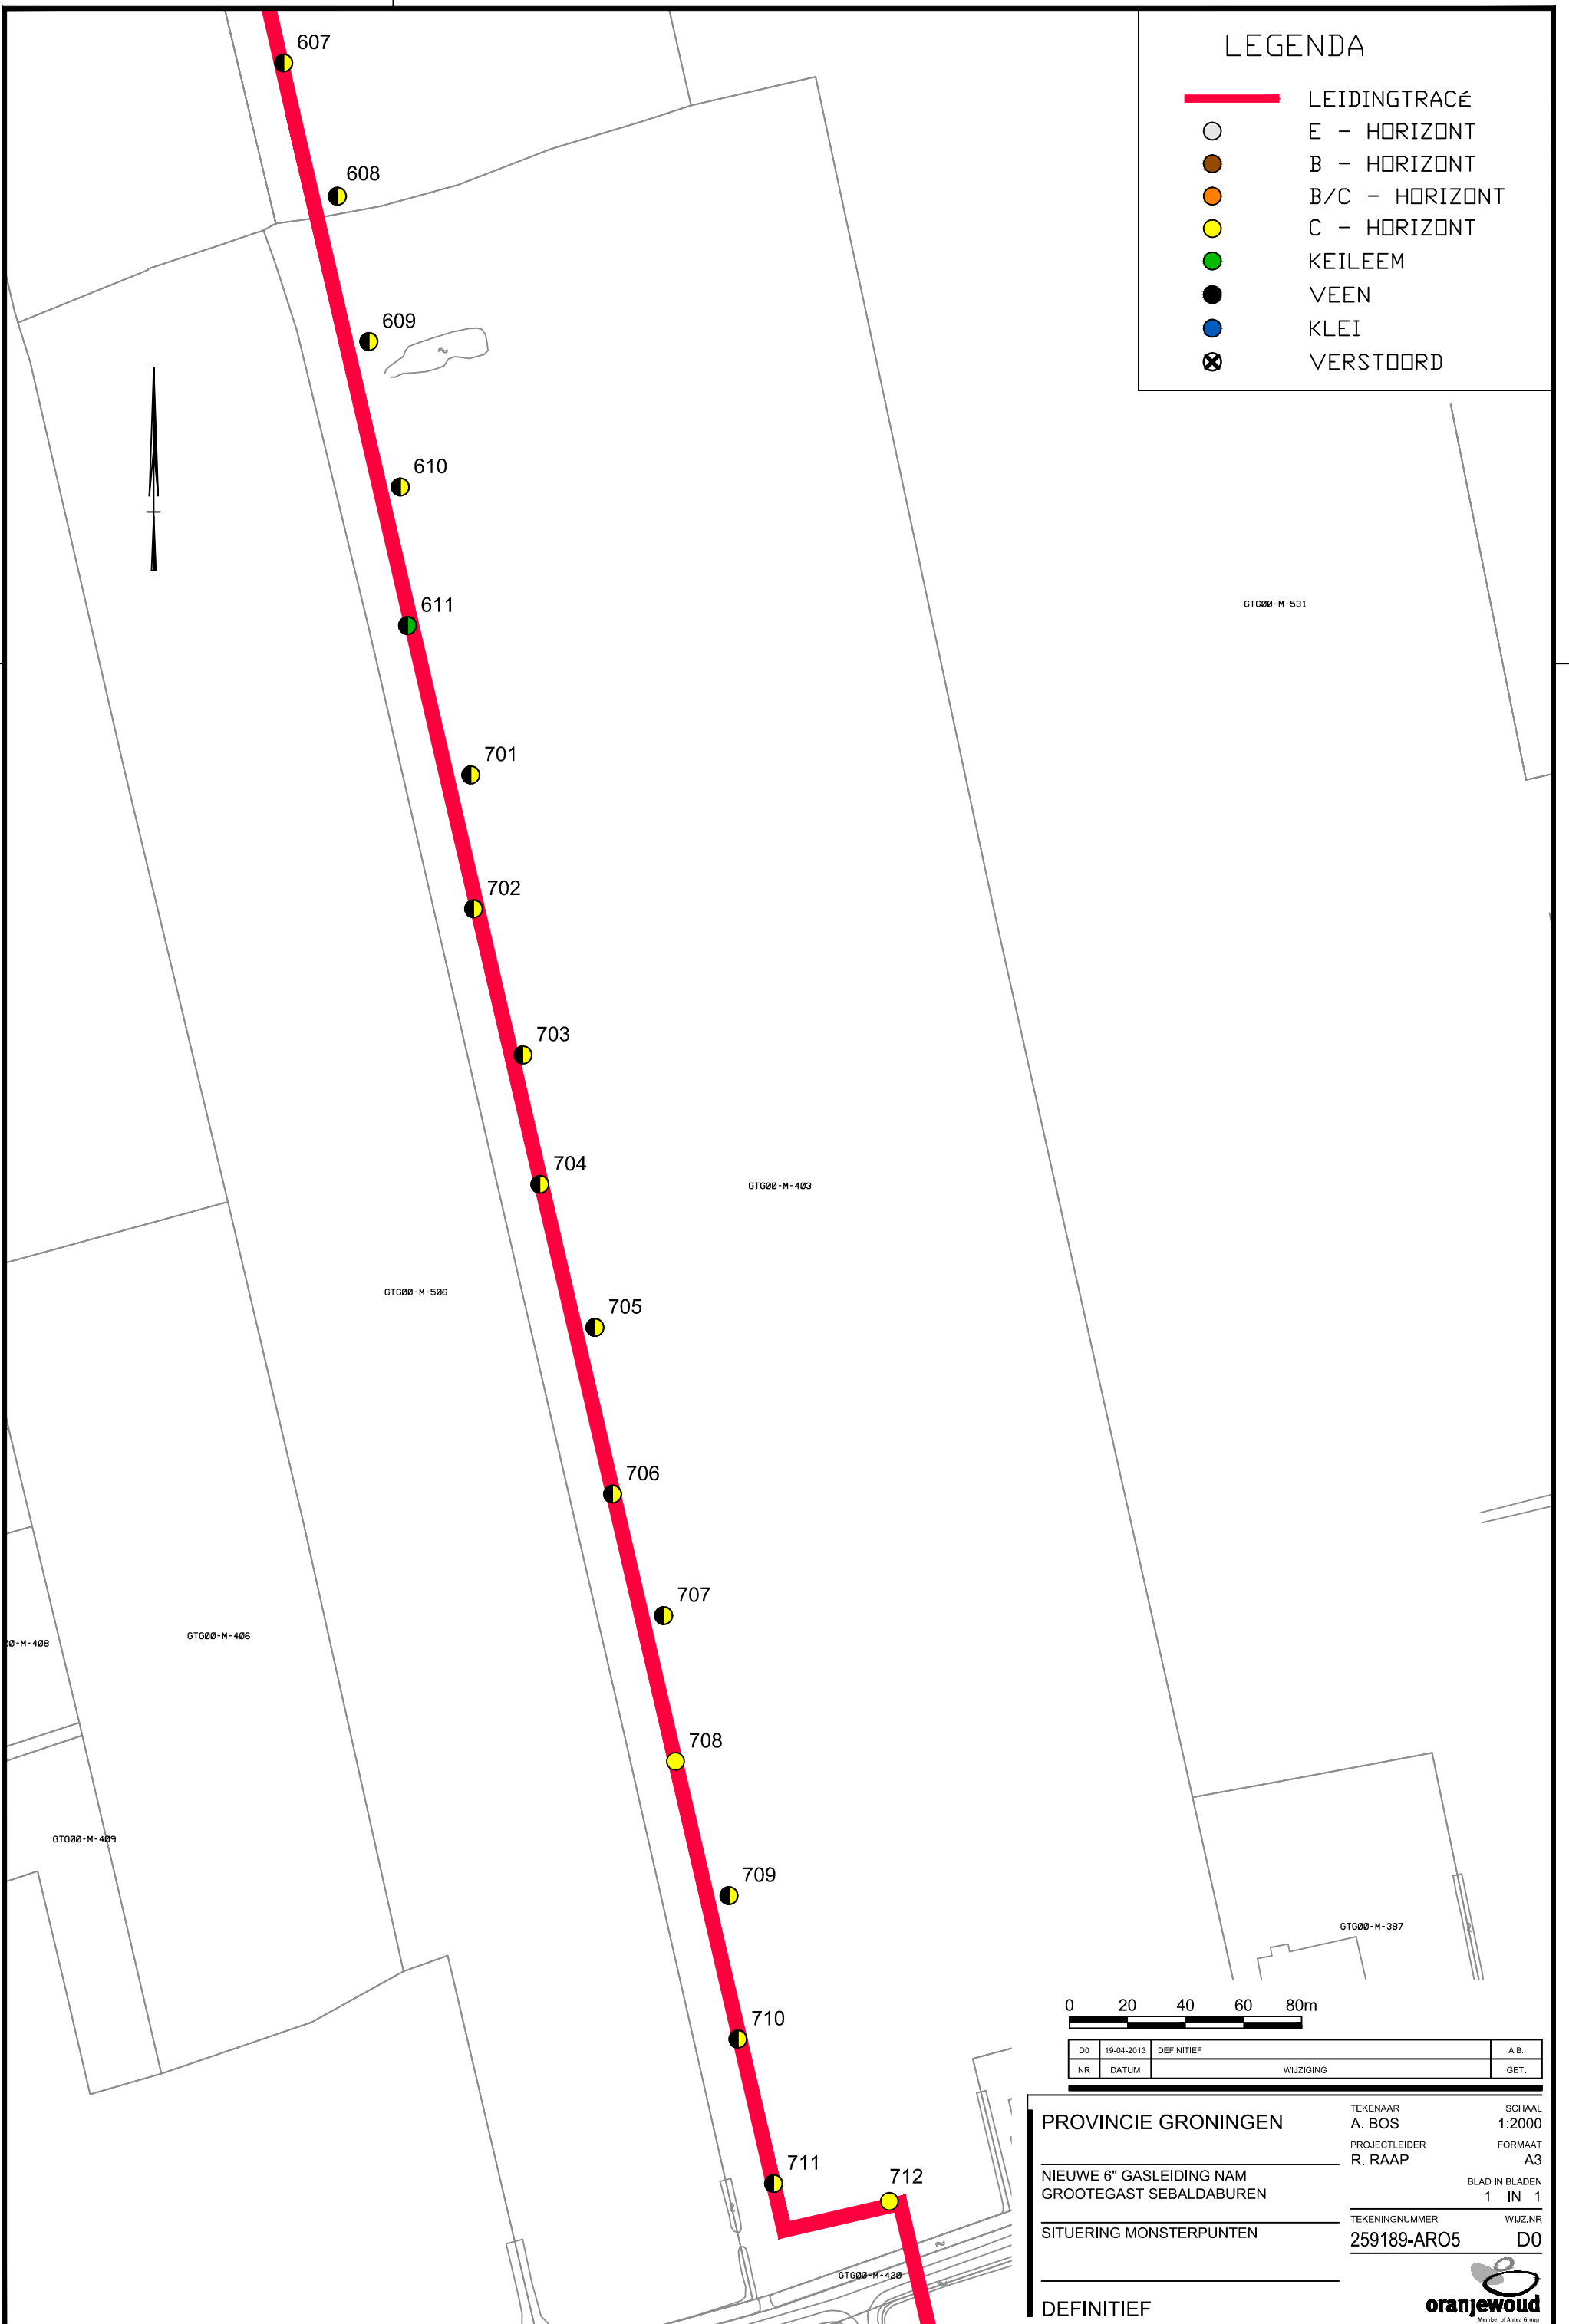 LEGENDA
LEIDINGTRACÉ
E - HORIZONT
B - HORIZONT
B/C - HORIZONT
C - HORIZONT
KEILEEM
VEEN
KLEI
VERSTOORD
607
608
609
610
611
701
702
703
704
705
706
707
708
709
710
711
712
GTG00-M-531
GTG00-M-403
GTG00-M-506
GTG00-M-406
00-M-408
GTG00-M-409
GTG00-M-387
GTG00-M-420
0 20 40 60 80m
D0 19-04-2013 DEFINITIEF A.B.
NR DATUM WIJZIGING GET.
PROVINCIE GRONINGEN
NIEUWE 6" GASLEIDING NAM
GROOTEGAST SEBALDABUREN
SITUERING MONSTERPUNTEN
DEFINITIEF
TEKENAAR SCHAAL
A. BOS 1:2000
PROJECTLEIDER FORMAAT
R. RAAP A3
BLAD IN BLADEN
1 IN 1
TEKENINGNUMMER WIJZ.NR
259189-ARO5 D0
oranjewoud
Member of Antea Group